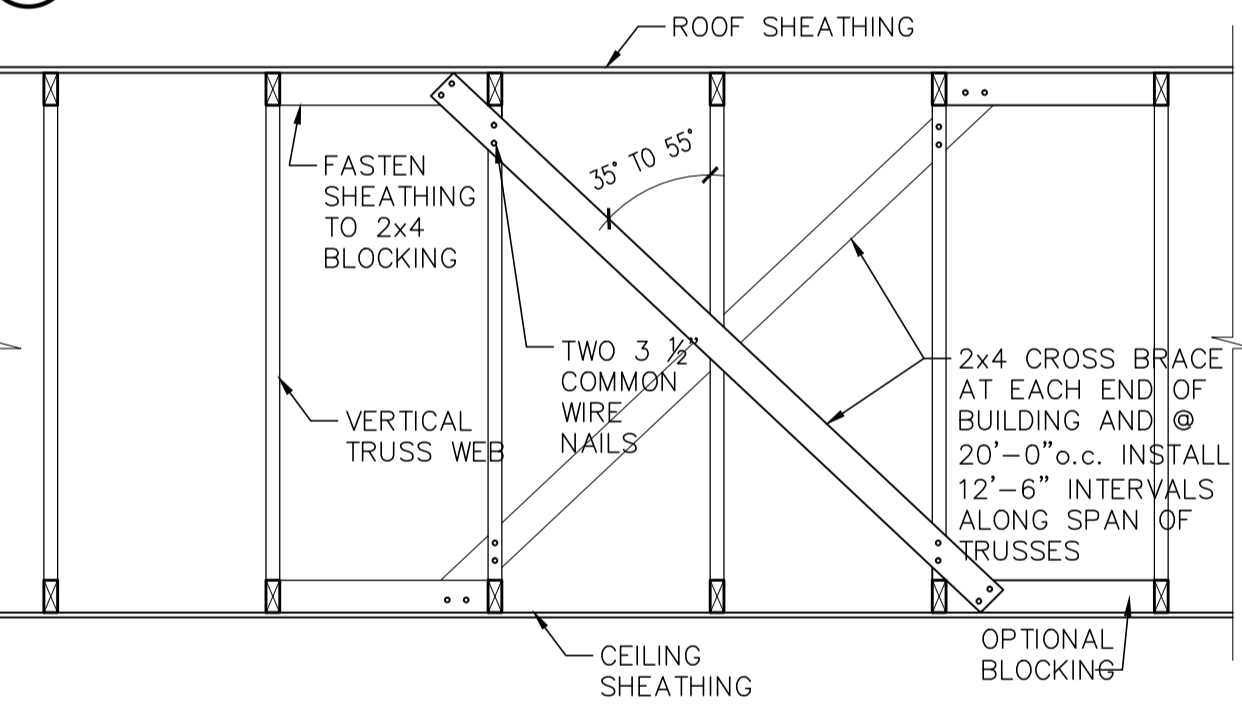 ROOF SHEATHING
35° TO 55°
FASTEN
SHEATHING
TO 2x4
BLOCKING
TWO 3 ½"
COMMON
WIRE
NAILS
2x4 CROSS BRACE
AT EACH END OF
BUILDING AND @
20'-0"o.c. INSTALL
12'-6" INTERVALS
ALONG SPAN OF
TRUSSES
VERTICAL
TRUSS WEB
CEILING
SHEATHING
OPTIONAL
BLOCKING